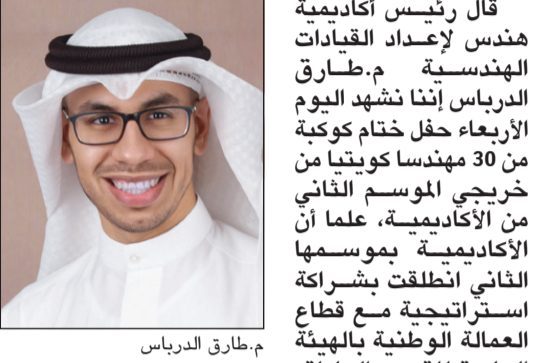 قال رئيس أكاديمية
هندس لإعداد القيادات
الهندسية م.طارق
الدرباس إننا نشهد اليوم
الأربعاء حفل ختام كوكبة
من 30 مهندسا كويتيا من
خريجي الموسم الثاني
من الأكاديمية، علما أن
الأكاديمية بموسمها
الثاني انطلقت بشراكة
استراتيجية مع قطاع
العمالة الوطنية بالهيئة
م.طارق الدرباس